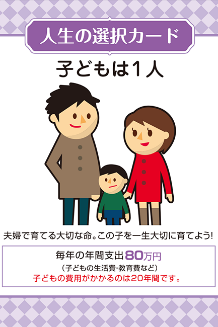 人生の選択カード
子どもは1人
夫婦で育てる大切な命。この子を一生大切に育てよう!
毎年の年間支出80万円
(子どもの生活費・教育費など)
子どもの費用がかかるのは20年間です。